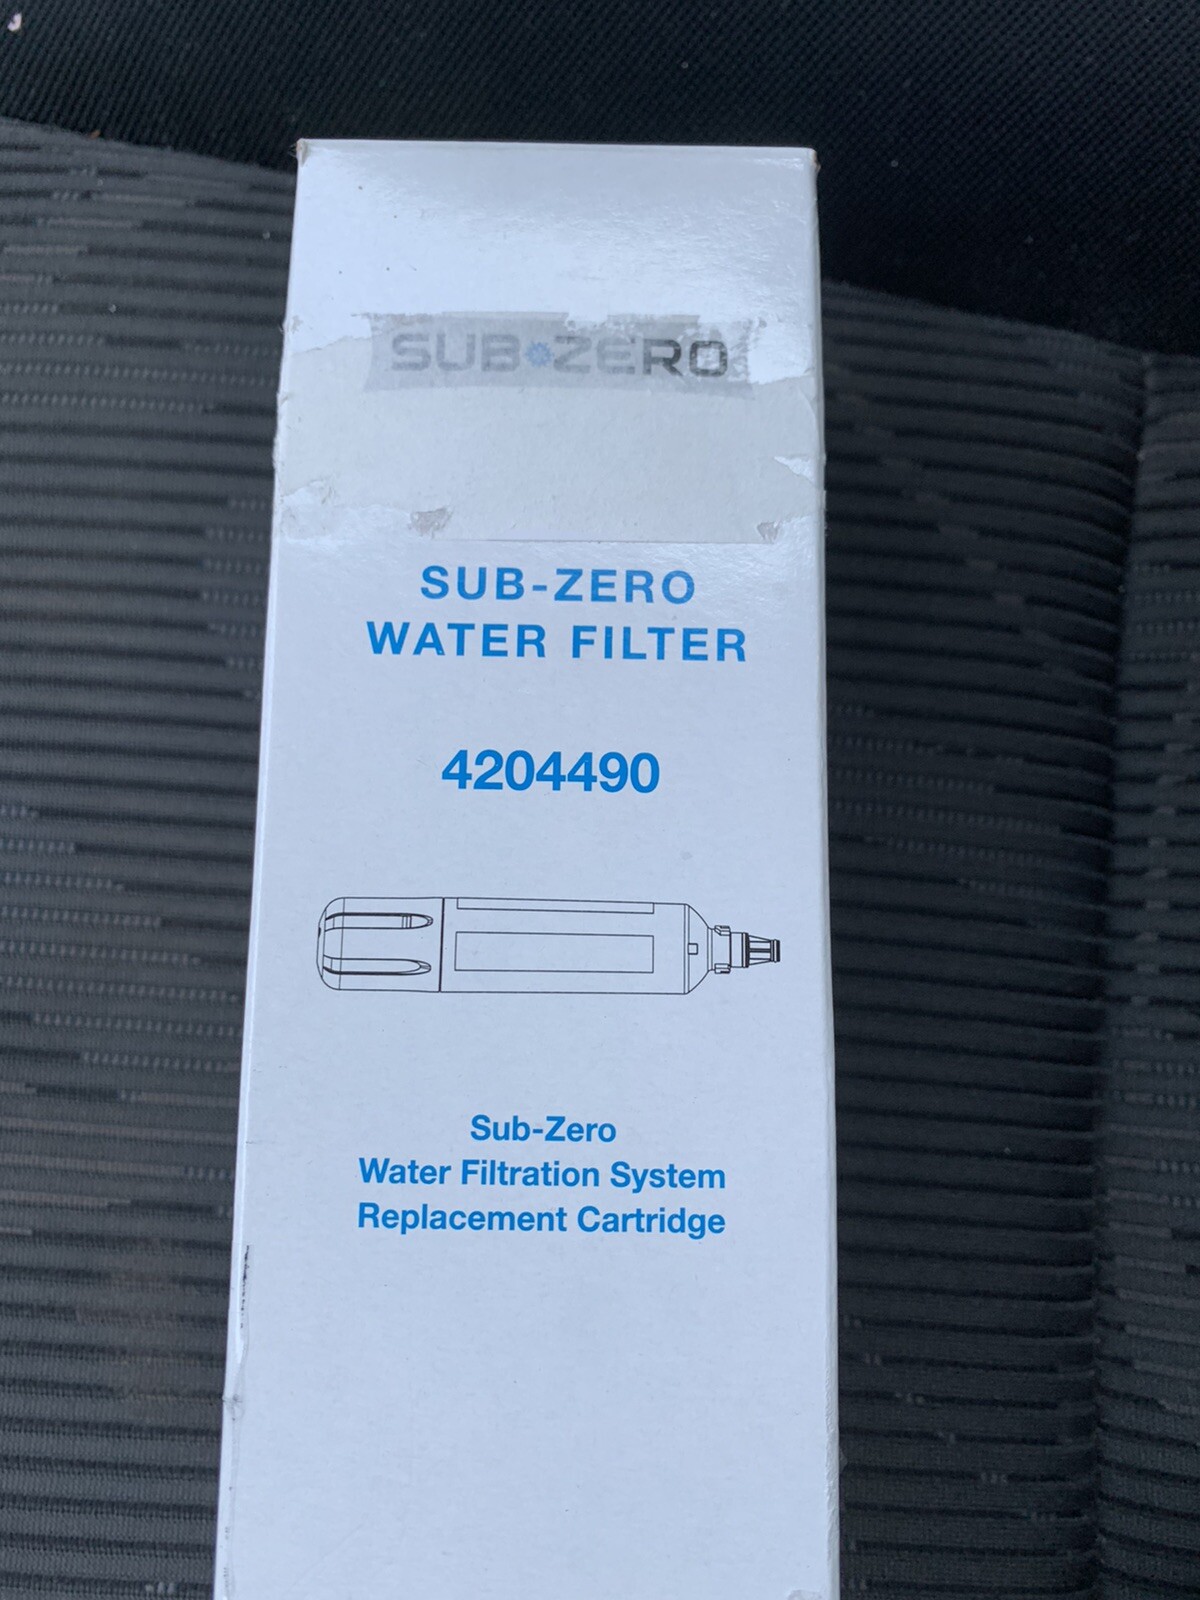 SUB ZERO
SUB-ZERO
WATER FILTER
4204490
Sub-Zero
Water Filtration System
Replacement Cartridge